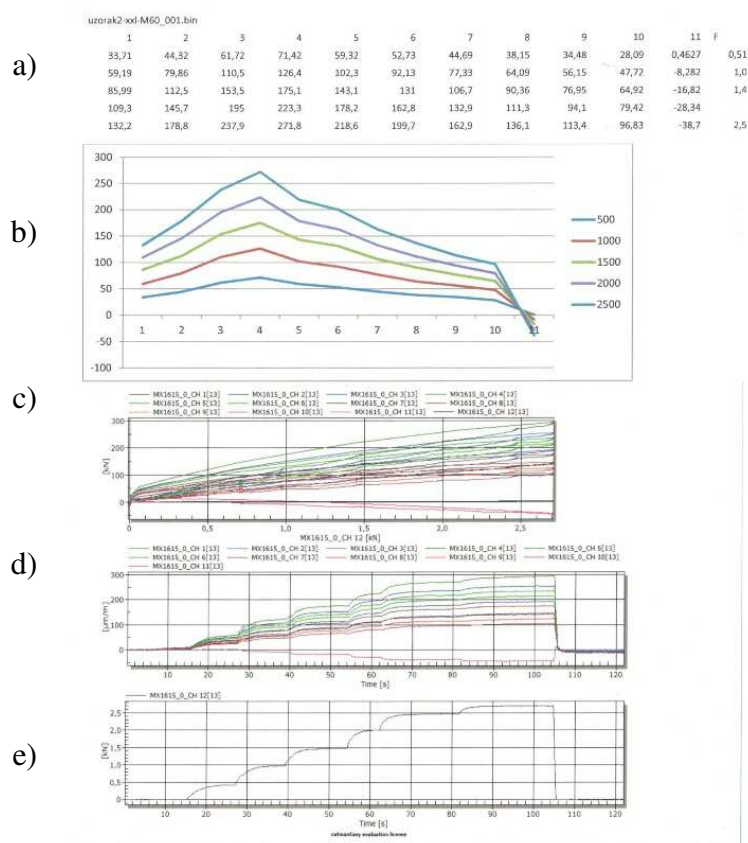 uzorak2-xxl-M60_001.bin
a)
1 2 3 4 5 6 7 8 9 10 11 F
33,71 44,32 61,72 71,42 59,32 52,73 44,69 38,15 34,48 28,09 0,4627 0,51
59,19 79,86 110,5 126,4 102,3 92,13 77,33 64,09 56,15 47,72 -8,282 1,0
85,99 112,5 153,5 175,1 143,1 131 106,7 90,36 76,95 64,92 -16,82 1,4
109,3 145,7 195 223,3 178,2 162,8 132,9 111,3 94,1 79,42 -28,34
132,2 178,8 237,9 271,8 218,6 199,7 162,9 136,1 113,4 96,83 -38,7 2,5
b)
300
250
200
150
100
50
0
-50
-100
1 2 3 4 5 6 7 8 9 10 11
500
1000
1500
2000
2500
c)
MX1615_0_CH 1[13] MX1615_0_CH 2[13] MX1615_0_CH 3[13] MX1615_0_CH 4[13]
MX1615_0_CH 5[13] MX1615_0_CH 6[13] MX1615_0_CH 7[13] MX1615_0_CH 8[13]
MX1615_0_CH 9[13] MX1615_0_CH 10[13] MX1615_0_CH 11[13] MX1615_0_CH 12[13]
300
200
100
0
[kN]
0 0,5 1,0 1,5 2,0 2,5
MX1615_0_CH 12 [kN]
d)
MX1615_0_CH 1[13] MX1615_0_CH 2[13] MX1615_0_CH 3[13] MX1615_0_CH 4[13] MX1615_0_CH 5[13]
MX1615_0_CH 6[13] MX1615_0_CH 7[13] MX1615_0_CH 8[13] MX1615_0_CH 9[13] MX1615_0_CH 10[13]
MX1615_0_CH 11[13]
300
200
100
0
[µm/m]
10 20 30 40 50 60 70 80 90 100 110 120
Time [s]
e)
MX1615_0_CH 12[13]
2,5
2,0
1,5
1,0
0,5
0
[kN]
0 10 20 30 40 50 60 70 80 90 100 110 120
Time [s]
catmanEasy evaluation license